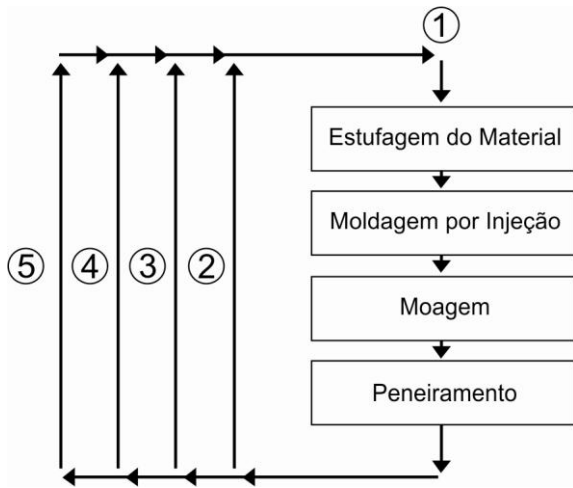 ①
Estufagem do Material
Moldagem por Injeção
⑤ ④ ③ ②
Moagem
Peneiramento